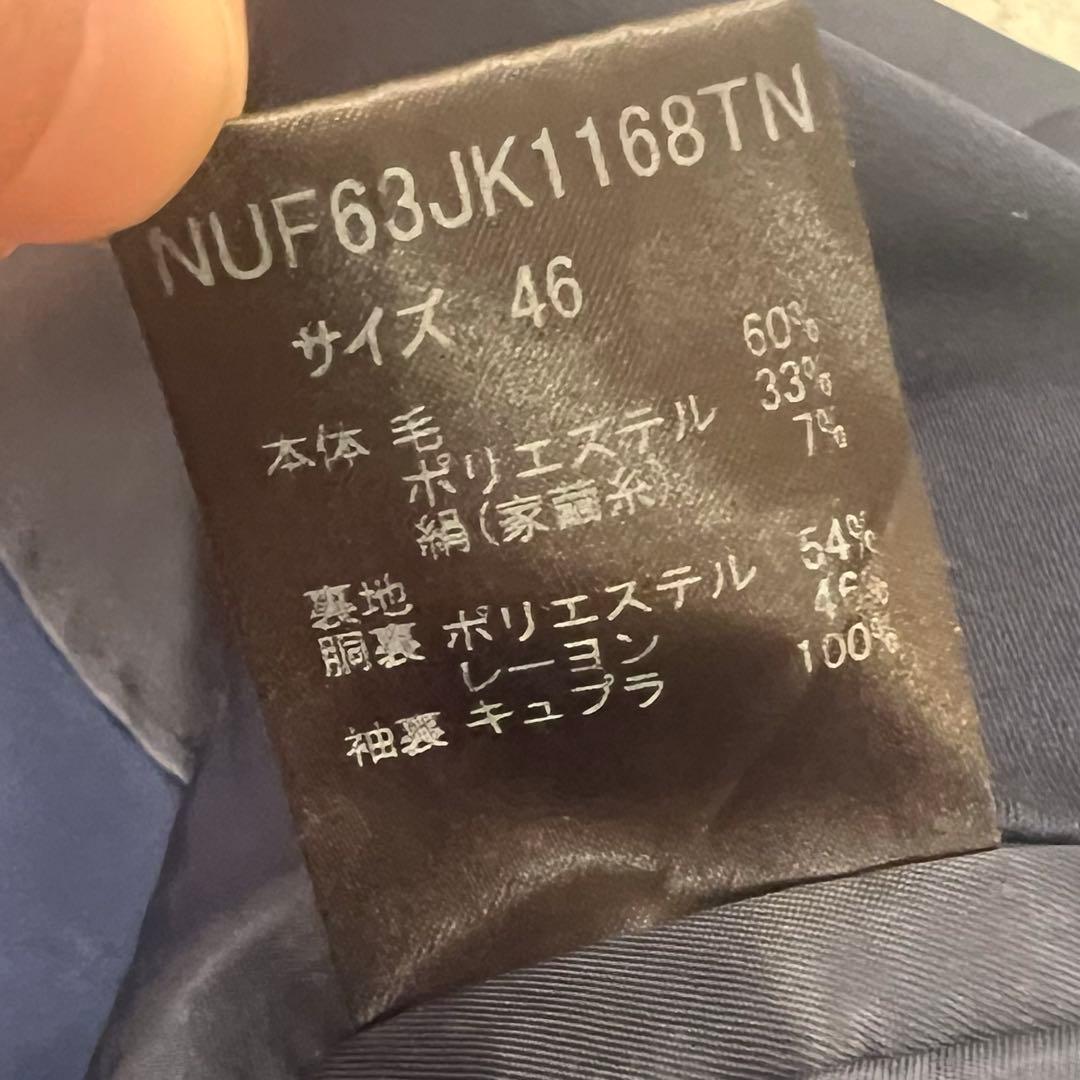 NUF63JK1168TN
サイズ 46
本体 毛 60%
ポリエステル 33%
絹(家蚕糸) 7%
裏地
胴裏 ポリエステル 54%
レーヨン 46%
袖裏 キュプラ 100%